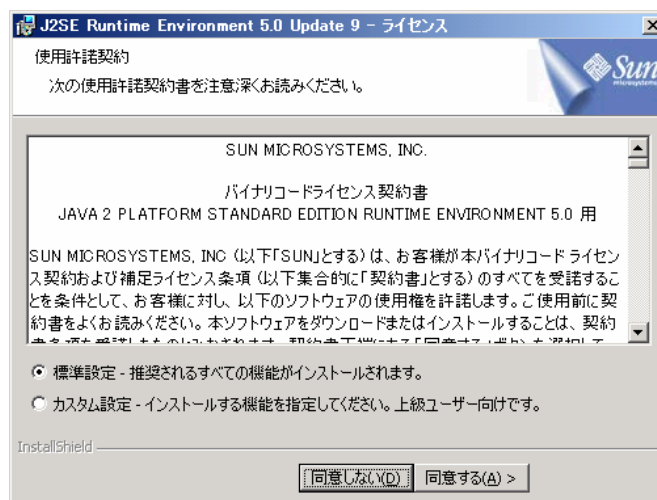 J2SE Runtime Environment 5.0 Update 9 - ライセンス
使用許諾契約
次の使用許諾契約書を注意深くお読みください。
Sun
microsystems
SUN MICROSYSTEMS, INC.
バイナリコードライセンス契約書
JAVA 2 PLATFORM STANDARD EDITION RUNTIME ENVIRONMENT 5.0 用
SUN MICROSYSTEMS, INC (以下「SUN」とする) は、お客様が本バイナリコード ライセン
ス契約および補足ライセンス条項 (以下集合的に「契約書」とする) のすべてを受諾するこ
とを条件として、お客様に対し、以下のソフトウェアの使用権を許諾します。ご使用前に契
約書をよくお読みください。本ソフトウェアをダウンロードまたはインストールすることは、契約
標準設定 - 推奨されるすべての機能がインストールされます。
カスタム設定 - インストールする機能を指定してください。上級ユーザー向けです。
InstallShield
同意しない(D)
同意する(A) >